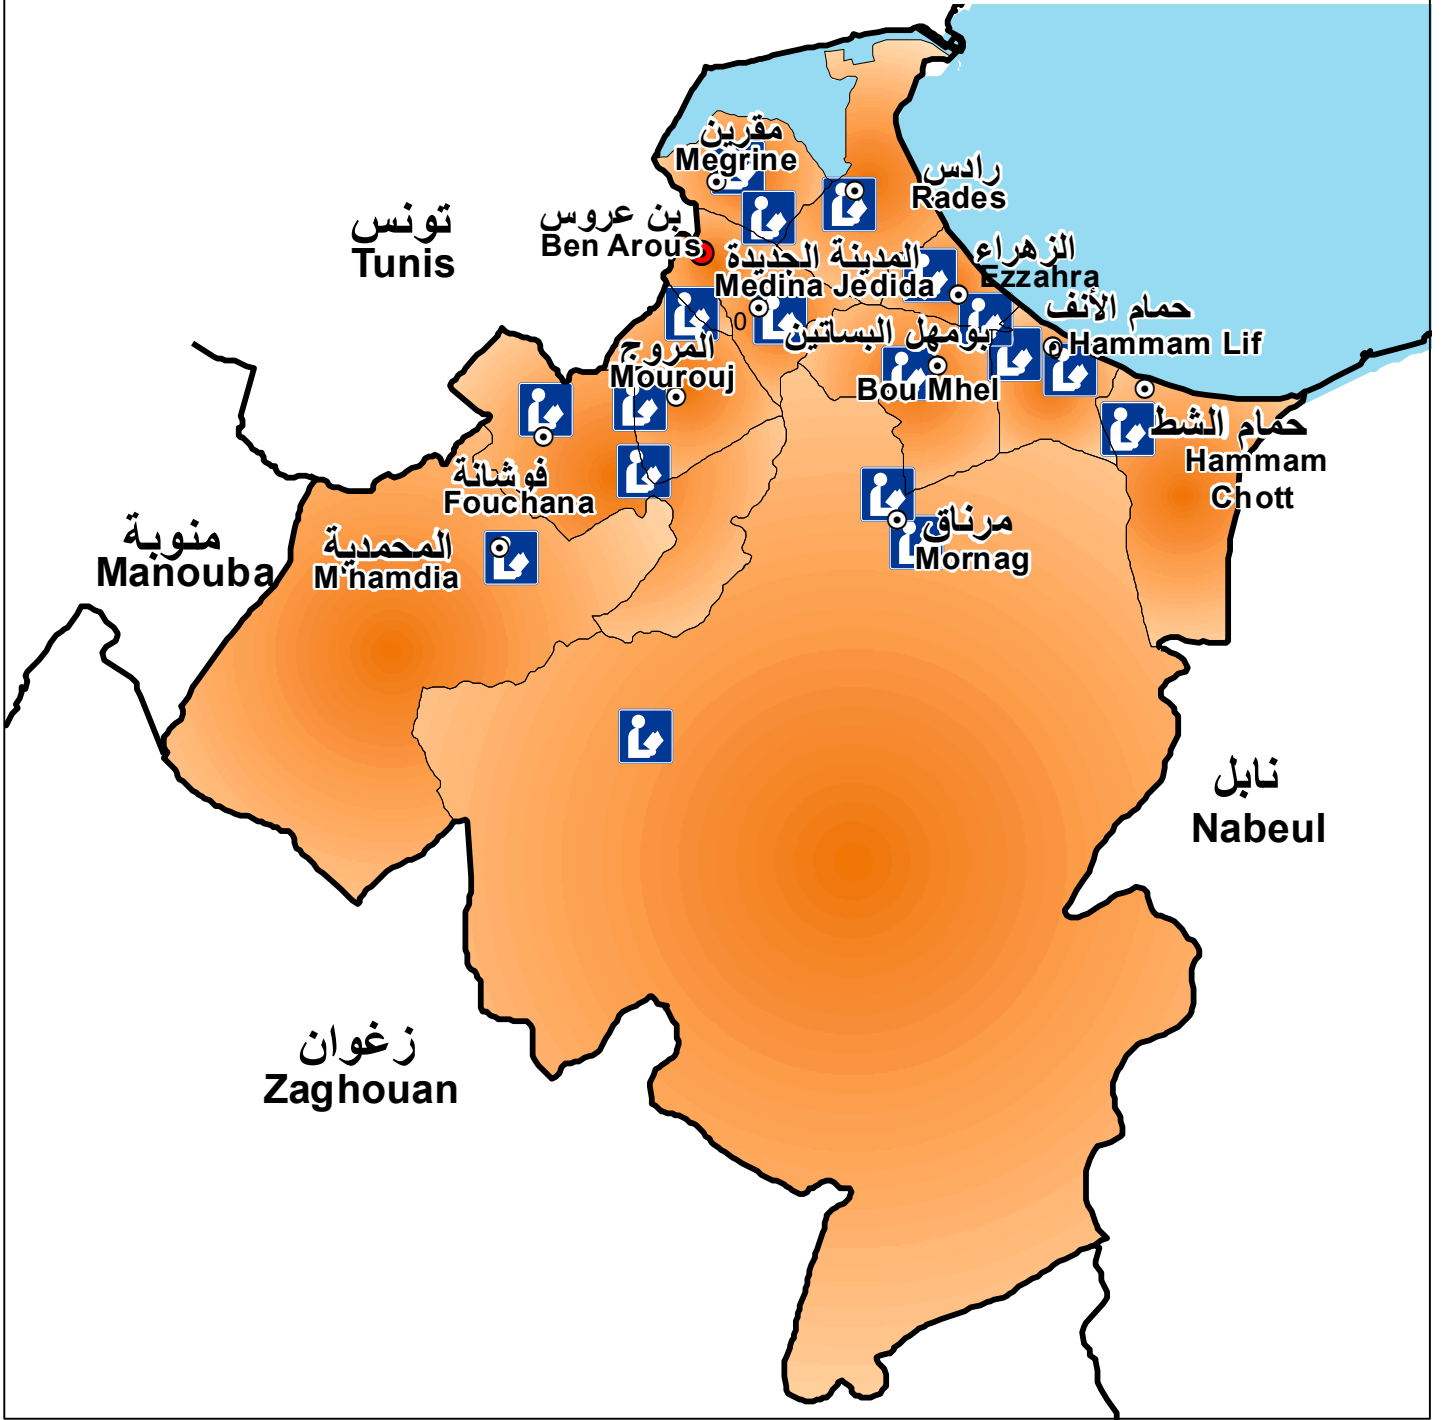 مقرين
Megrine
رادس
Rades
تونس
Tunis
بن عروس
Ben Arous
المدينة الجديدة
Medina Jedida
الزهراء
Ezzahra
حمام الأنف
Hammam Lif
0
0
بومهل البساتين
Bou Mhel
المروج
Mourouj
حمام الشط
Hammam
Chott
فوشانة
Fouchana
مرناق
Mornag
المحمدية
M'hamdia
منوبة
Manouba
نابل
Nabeul
زغوان
Zaghouan